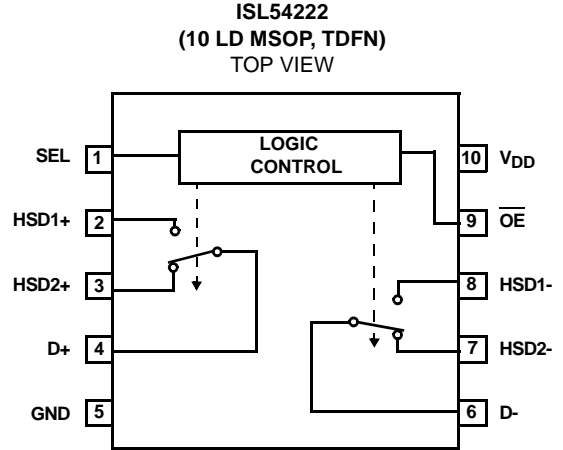 ISL54222
(10 LD MSOP, TDFN)
TOP VIEW
LOGIC
CONTROL
SEL 1
HSD1+ 2
HSD2+ 3
D+ 4
GND 5
10 VDD
9 O̅E̅
8 HSD1-
7 HSD2-
6 D-